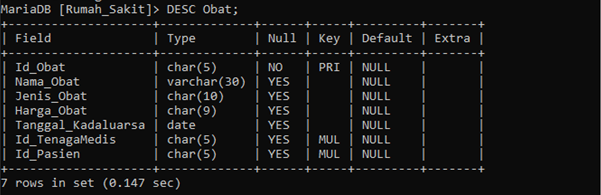 MariaDB [Rumah_Sakit]> DESC Obat;
+--------------------+-------------+------+-----+---------+-------+
| Field              | Type        | Null | Key | Default | Extra |
+--------------------+-------------+------+-----+---------+-------+
| Id_Obat            | char(5)     | NO   | PRI | NULL    |       |
| Nama_Obat          | varchar(30) | YES  |     | NULL    |       |
| Jenis_Obat         | char(10)    | YES  |     | NULL    |       |
| Harga_Obat         | char(9)     | YES  |     | NULL    |       |
| Tanggal_Kadaluarsa | date        | YES  |     | NULL    |       |
| Id_TenagaMedis     | char(5)     | YES  | MUL | NULL    |       |
| Id_Pasien          | char(5)     | YES  | MUL | NULL    |       |
+--------------------+-------------+------+-----+---------+-------+
7 rows in set (0.147 sec)